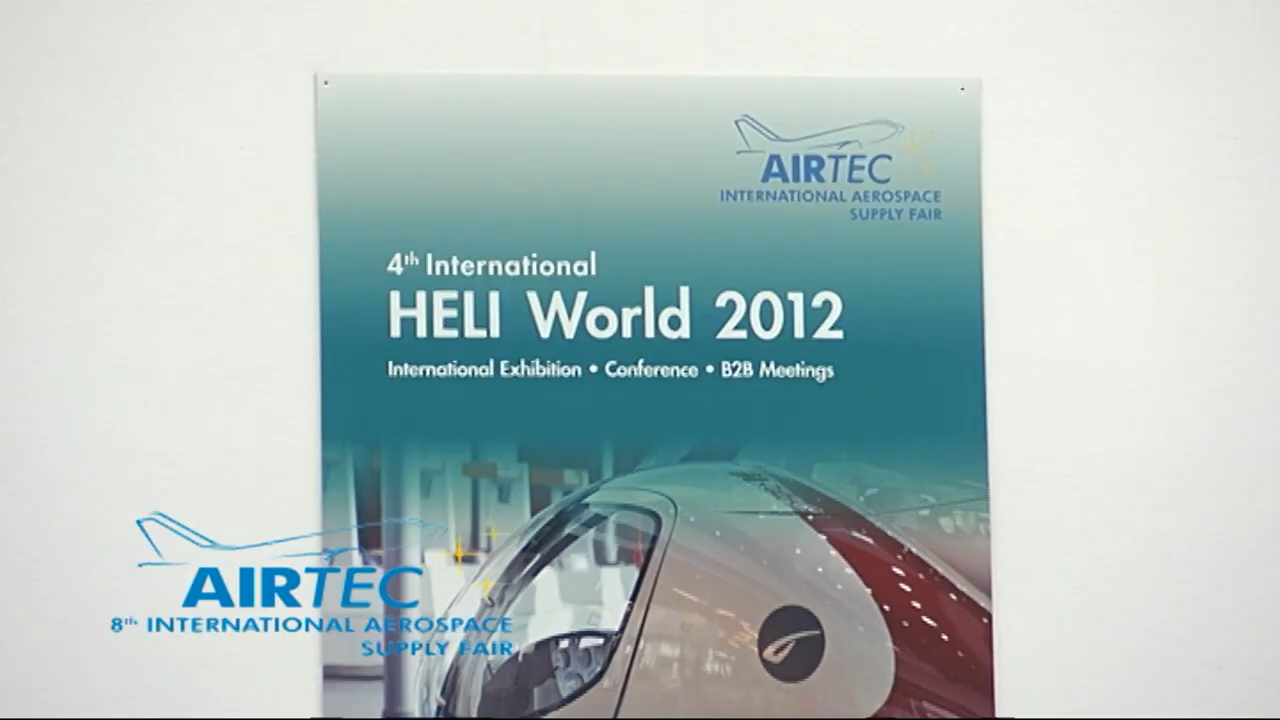 AIRTEC
INTERNATIONAL AEROSPACE
SUPPLY FAIR
4th International
HELI World 2012
International Exhibition • Conference • B2B Meetings
AIRTEC
8th INTERNATIONAL AEROSPACE
SUPPLY FAIR